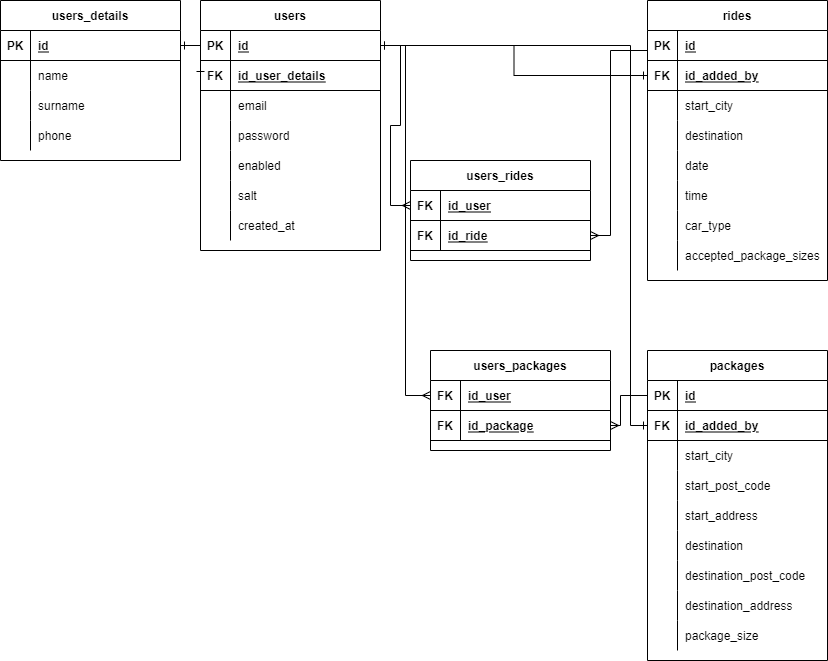 users_details
PK id
name
surname
phone
users
PK id
FK id_user_details
email
password
enabled
salt
created_at
rides
PK id
FK id_added_by
start_city
destination
date
time
car_type
accepted_package_sizes
users_rides
FK id_user
FK id_ride
users_packages
FK id_user
FK id_package
packages
PK id
FK id_added_by
start_city
start_post_code
start_address
destination
destination_post_code
destination_address
package_size